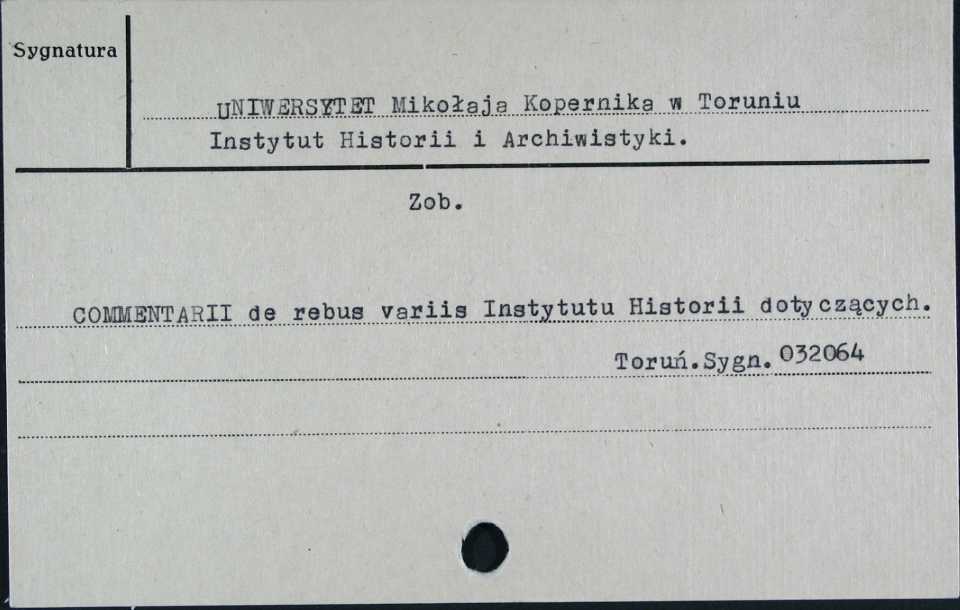 Sygnatura
UNIWERSYTET Mikołaja Kopernika w Toruniu
Instytut Historii i Archiwistyki.
Zob.
COMMENTARII de rebus variis Instytutu Historii dotyczących.
Toruń.Sygn.032064